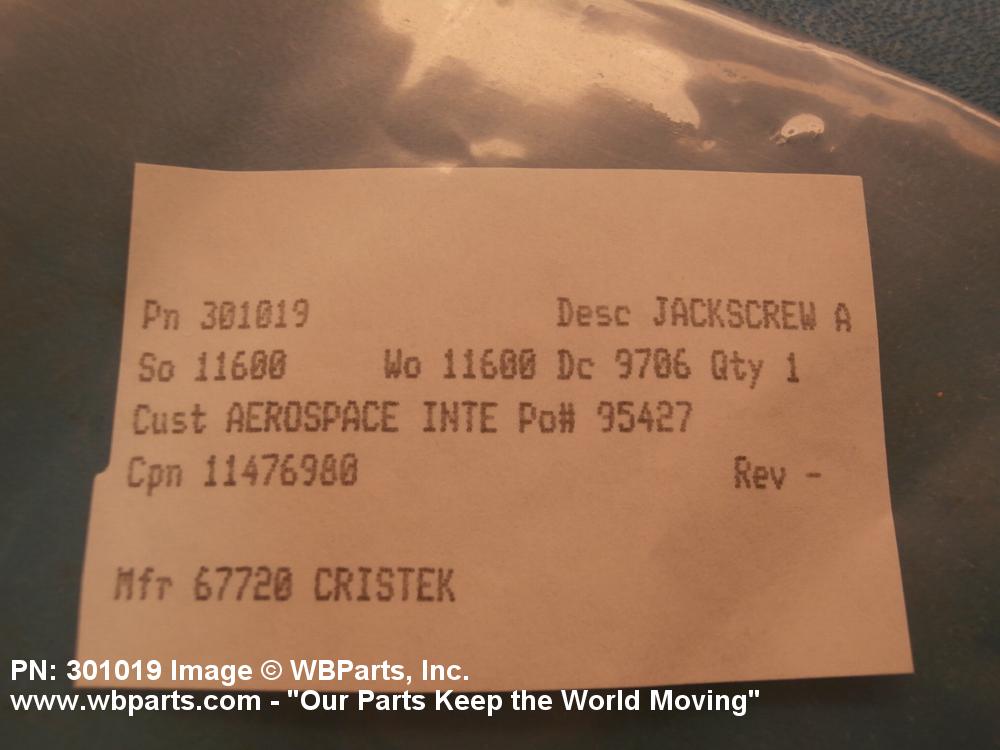 Pn 301019 Desc JACKSCREW A
So 11600 Wo 11600 Dc 9706 Qty 1
Cust AEROSPACE INTE Po# 95427
Cpn 11476980 Rev -
Mfr 67720 CRISTEK
PN: 301019 Image © WBParts, Inc.
www.wbparts.com - "Our Parts Keep the World Moving"